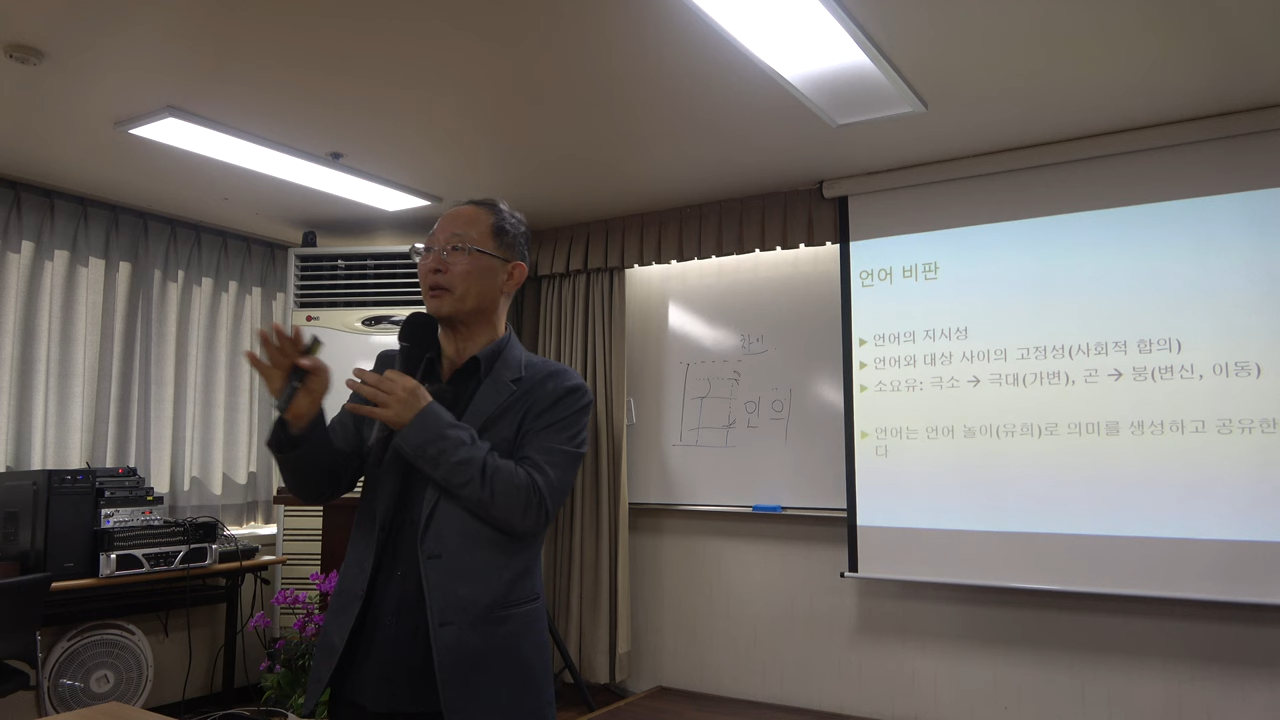 언어 비판
언어의 지시성
언어와 대상 사이의 고정성(사회적 합의)
소요유: 극소 → 극대(가변), 곤 → 붕(변신, 이동)
언어는 언어 놀이(유희)로 의미를 생성하고 공유한
다
차이
인의